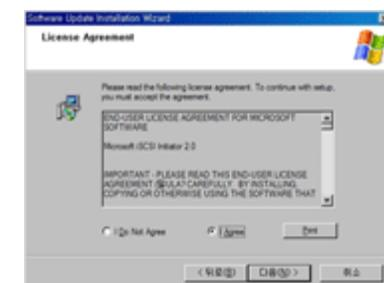 Software Update Installation Wizard
License Agreement
Please read the following license agreement. To continue with setup,
you must accept the agreement.
END-USER LICENSE AGREEMENT FOR MICROSOFT
SOFTWARE
Microsoft iSCSI Initiator 2.0
IMPORTANT - PLEASE READ THIS END-USER LICENSE
AGREEMENT CAREFULLY. BY INSTALLING,
COPYING OR OTHERWISE USING THE SOFTWARE THAT
I Do Not Agree
I Agree
Print
< 뒤로(B)
다음(N) >
취소